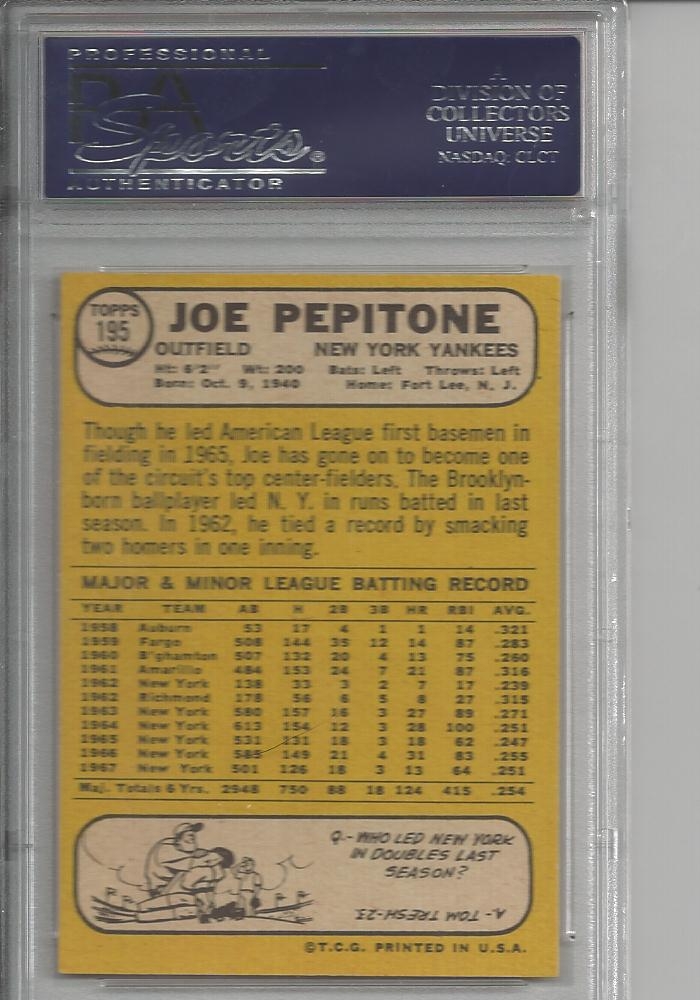 PROFESSIONAL
PSA
Sports®
AUTHENTICATOR
A
DIVISION OF
COLLECTORS
UNIVERSE
NASDAQ: CLCT
TOPPS
195
JOE PEPITONE
OUTFIELD NEW YORK YANKEES
Ht: 6'2" Wt: 200 Bats: Left Throws: Left
Born: Oct. 9, 1940 Home: Fort Lee, N. J.
Though he led American League first basemen in
fielding in 1965, Joe has gone on to become one
of the circuit's top center-fielders. The Brooklyn-
born ballplayer led N. Y. in runs batted in last
season. In 1962, he tied a record by smacking
two homers in one inning.
MAJOR & MINOR LEAGUE BATTING RECORD
YEAR TEAM AB H 2B 3B HR RBI AVG.
1958 Auburn 53 17 4 1 1 14 .321
1959 Fargo 508 144 35 12 14 87 .283
1960 B'ghamton 507 132 20 4 13 75 .260
1961 Amarillo 484 153 24 7 21 87 .316
1962 New York 138 33 3 2 7 17 .239
1962 Richmond 178 56 6 5 8 27 .315
1963 New York 580 157 16 3 27 89 .271
1964 New York 613 154 12 3 28 100 .251
1965 New York 531 131 18 3 18 62 .247
1966 New York 585 149 21 4 31 83 .255
1967 New York 501 126 18 3 13 64 .251
Maj. Totals 6 Yrs. 2948 750 88 18 124 415 .254
Q.-WHO LED NEW YORK
IN DOUBLES LAST
SEASON?
A.-TOM TRESH-23
©T.C.G. PRINTED IN U.S.A.